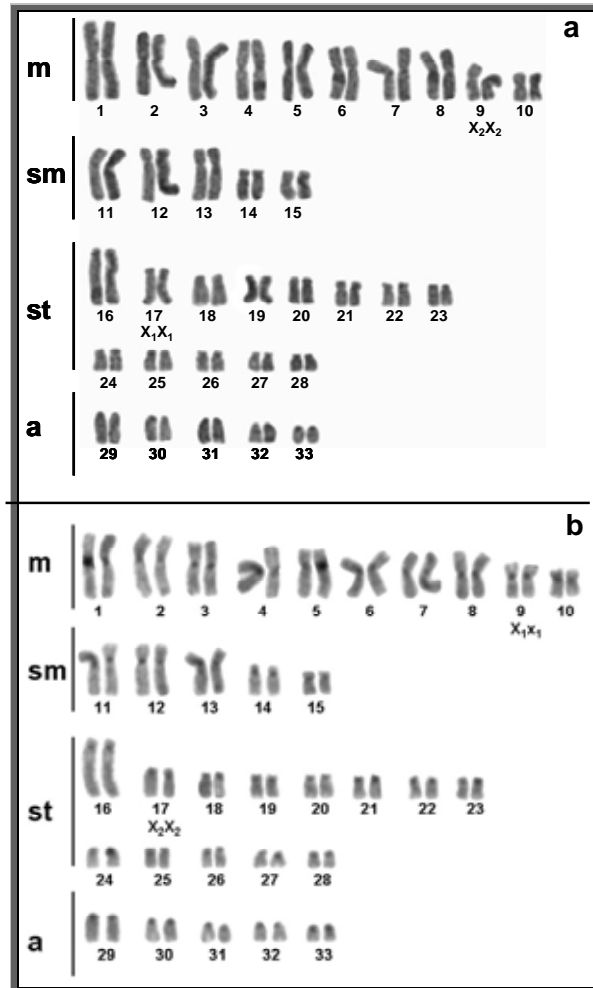 a
m
1 2 3 4 5 6 7 8 9 10
X₂X₂
sm
11 12 13 14 15
st
16 17 18 19 20 21 22 23
X₁X₁
24 25 26 27 28
a
29 30 31 32 33
b
m
1 2 3 4 5 6 7 8 9 10
X₁x₁
sm
11 12 13 14 15
st
16 17 18 19 20 21 22 23
X₂X₂
24 25 26 27 28
a
29 30 31 32 33